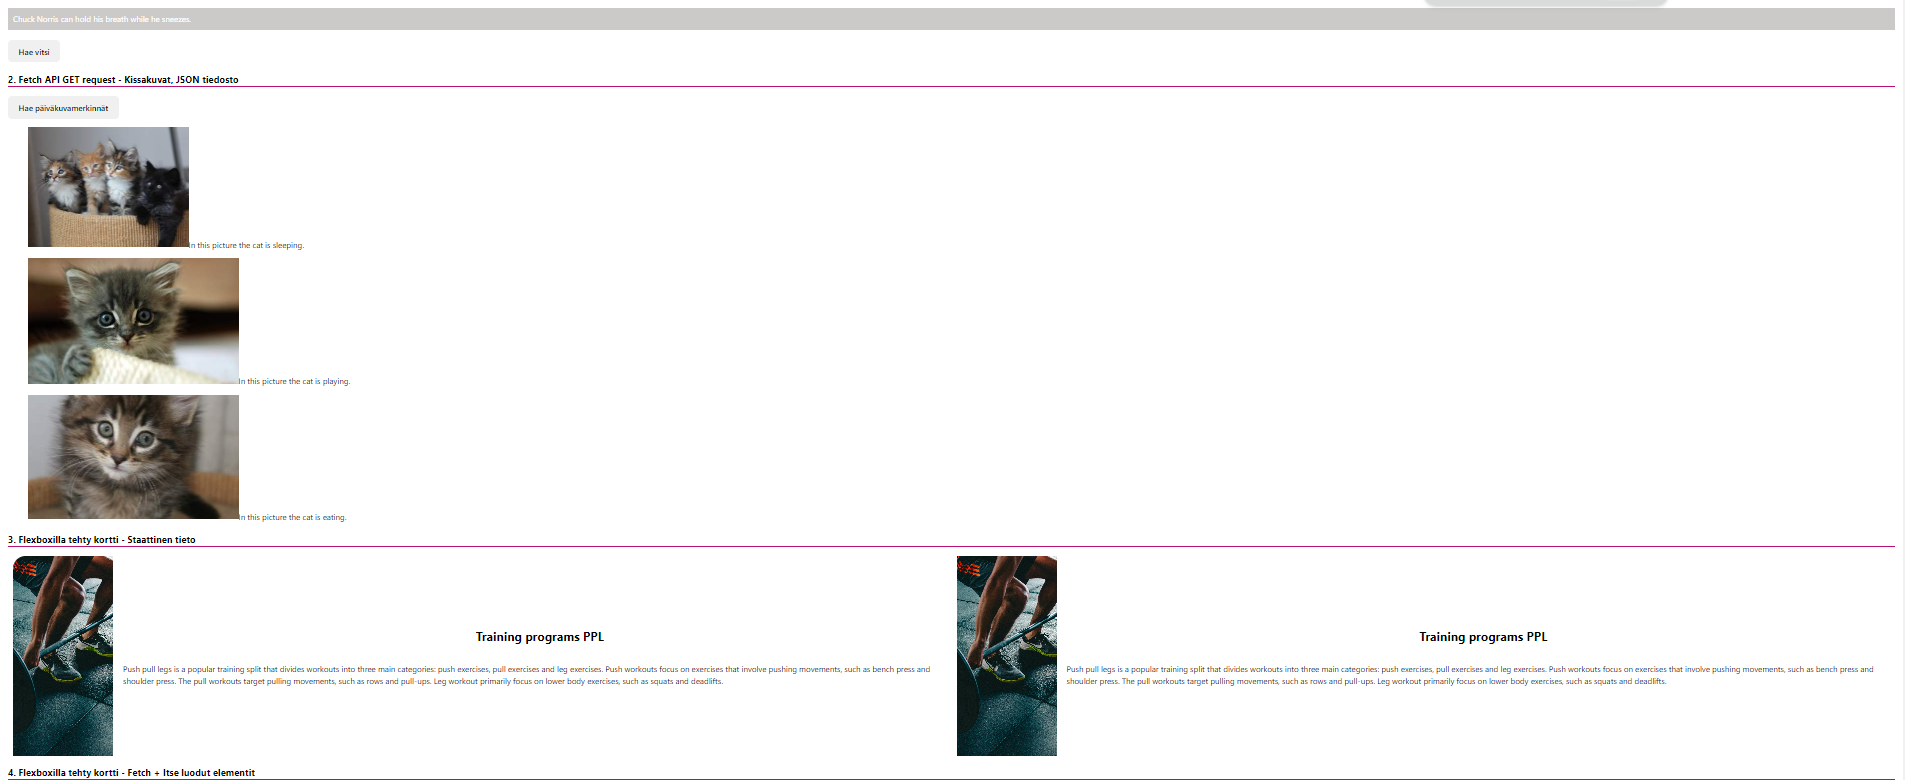 Chuck Norris can hold his breath while he sneezes.
Hae vitsi
2. Fetch API GET request - Kissakuvat, JSON tiedosto
Hae päiväkuvamerkinnät
In this picture the cat is sleeping.
In this picture the cat is playing.
In this picture the cat is eating.
3. Flexboxilla tehty kortti - Staattinen tieto
Training programs PPL
Push pull legs is a popular training split that divides workouts into three main categories: push exercises, pull exercises and leg exercises. Push workouts focus on exercises that involve pushing movements, such as bench press and
shoulder press. The pull workouts target pulling movements, such as rows and pull-ups. Leg workout primarily focus on lower body exercises, such as squats and deadlifts.
Training programs PPL
Push pull legs is a popular training split that divides workouts into three main categories: push exercises, pull exercises and leg exercises. Push workouts focus on exercises that involve pushing movements, such as bench press and
shoulder press. The pull workouts target pulling movements, such as rows and pull-ups. Leg workout primarily focus on lower body exercises, such as squats and deadlifts.
4. Flexboxilla tehty kortti - Fetch + Itse luodut elementit